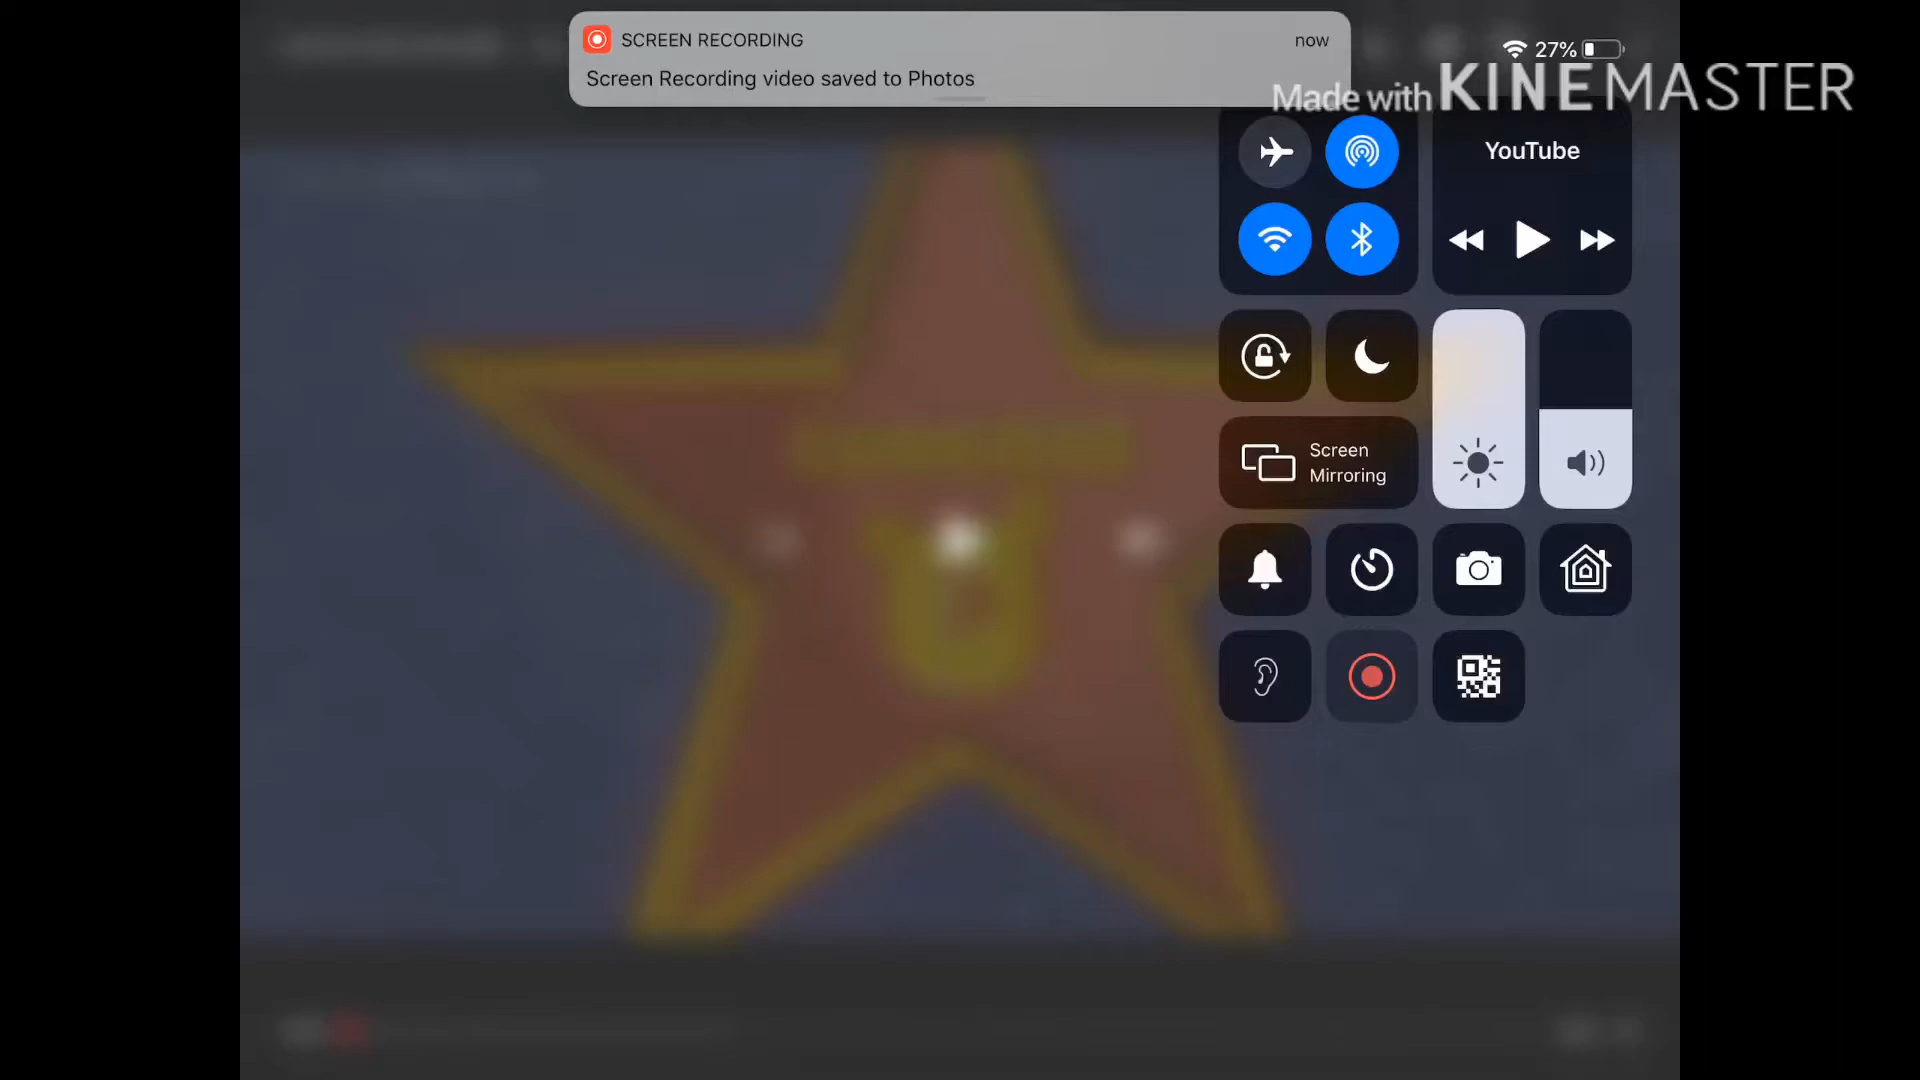 SCREEN RECORDING
now
Screen Recording video saved to Photos
27%
Made with KINEMASTER
YouTube
Screen
Mirroring